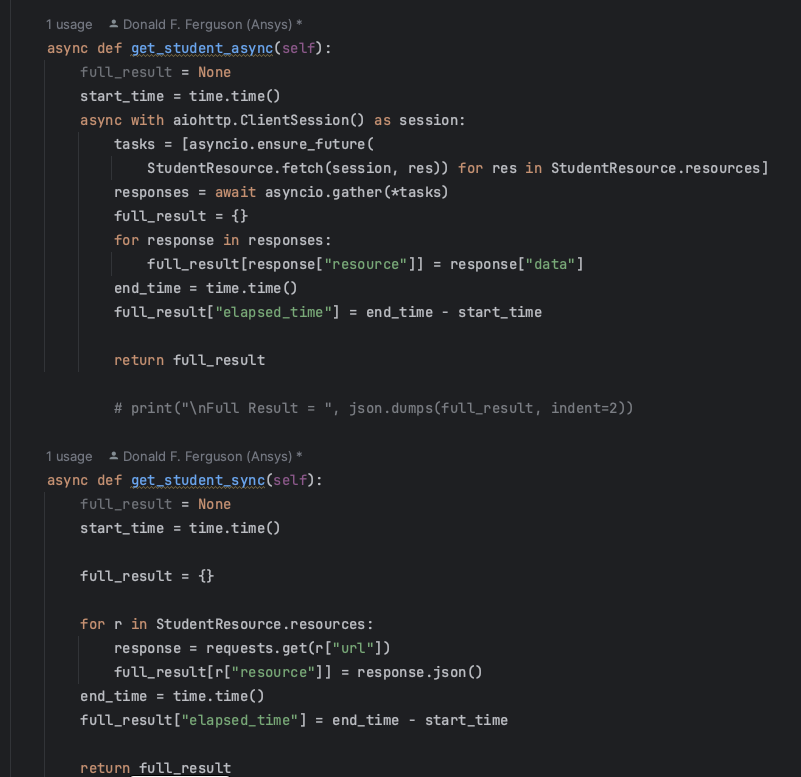 1 usage Donald F. Ferguson (Ansys) *
async def get_student_async(self):
    full_result = None
    start_time = time.time()
    async with aiohttp.ClientSession() as session:
        tasks = [asyncio.ensure_future(
            StudentResource.fetch(session, res)) for res in StudentResource.resources]
        responses = await asyncio.gather(*tasks)
        full_result = {}
        for response in responses:
            full_result[response["resource"]] = response["data"]
        end_time = time.time()
        full_result["elapsed_time"] = end_time - start_time
        return full_result
        # print("\nFull Result = ", json.dumps(full_result, indent=2))
1 usage Donald F. Ferguson (Ansys) *
async def get_student_sync(self):
    full_result = None
    start_time = time.time()
    full_result = {}
    for r in StudentResource.resources:
        response = requests.get(r["url"])
        full_result[r["resource"]] = response.json()
    end_time = time.time()
    full_result["elapsed_time"] = end_time - start_time
    return full_result